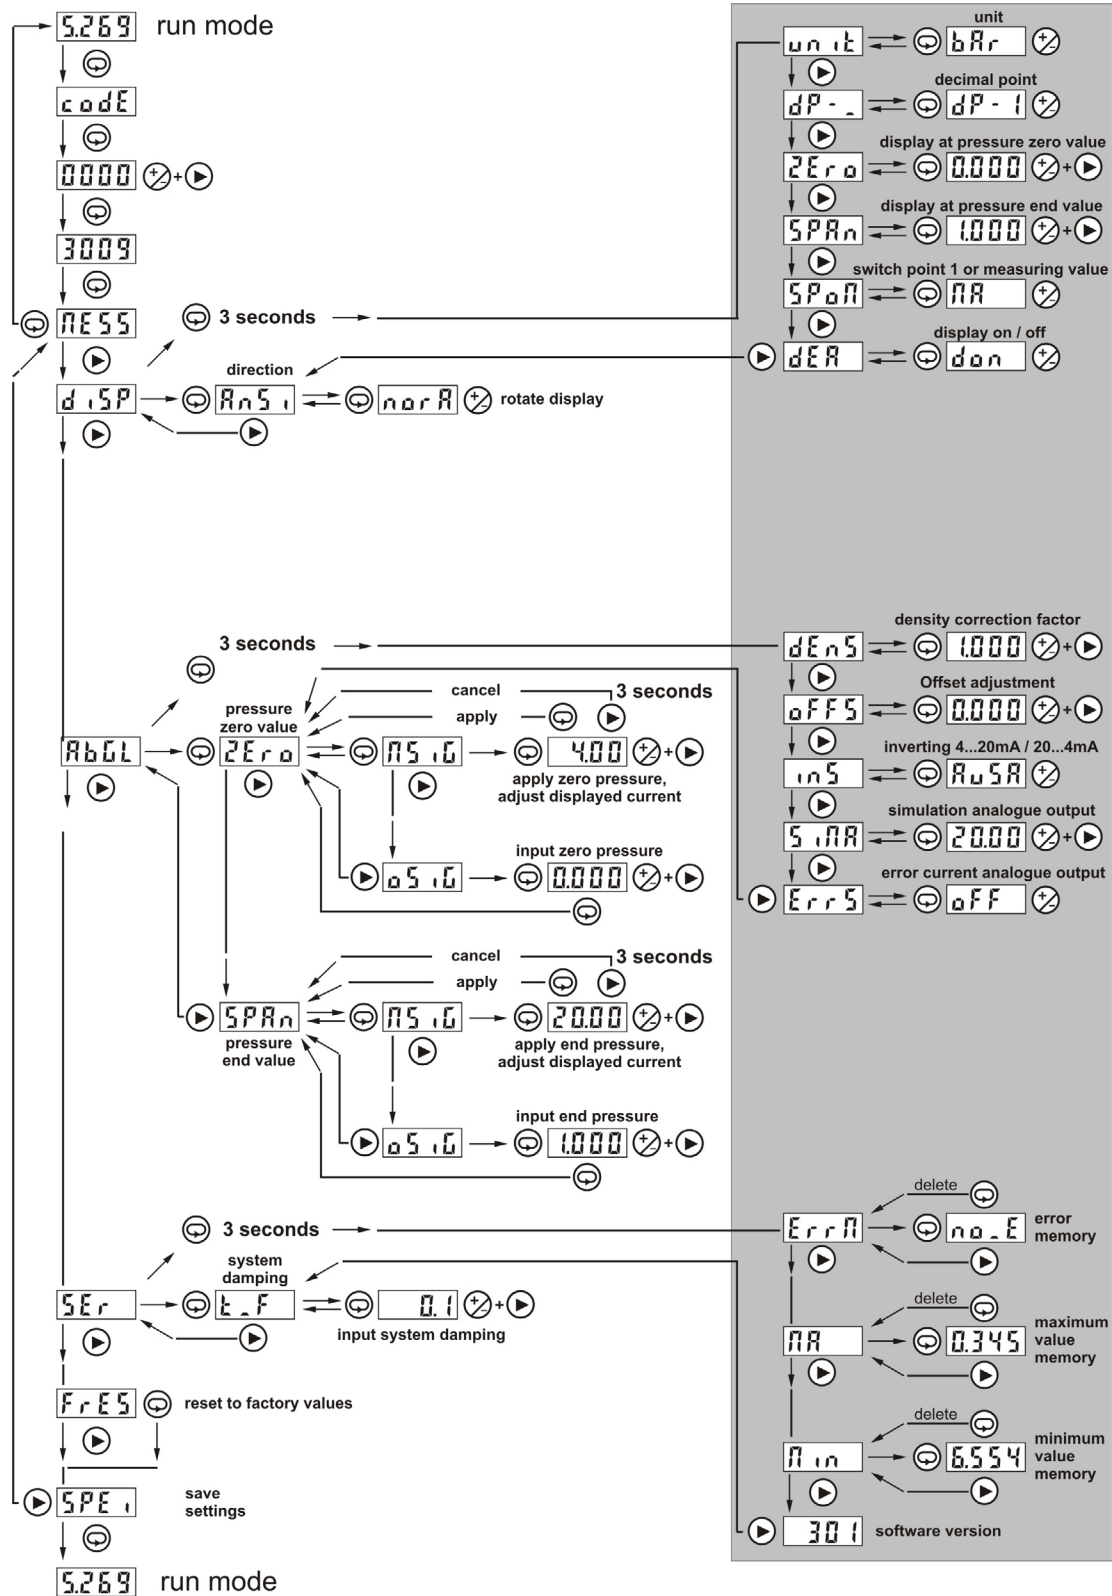 5.269 run mode
codE
0000 +
3009
MESS
3 seconds
diSP
direction
AnSi
norA
rotate display
unit
unit
bAr
decimal point
dP-_
dP-1
display at pressure zero value
ZEro
0.000 +
display at pressure end value
SPAn
1.000 +
switch point 1 or measuring value
SPoM
MA
display on / off
dEA
don
3 seconds
density correction factor
dEnS
1.000 +
Offset adjustment
oFFS
0.000 +
inverting 4...20mA / 20...4mA
inS
AuSA
simulation analogue output
SiMA
20.00 +
error current analogue output
ErrS
oFF
AbGL
pressure
zero value
ZEro
cancel
3 seconds
apply
MSiG
4.00 +
apply zero pressure,
adjust displayed current
input zero pressure
oSiG
0.000 +
cancel
3 seconds
apply
SPAn
pressure
end value
MSiG
20.00 +
apply end pressure,
adjust displayed current
input end pressure
oSiG
1.000 +
3 seconds
SEr
system
damping
t_F
0.1 +
input system damping
delete
ErrM
no_E
error
memory
delete
MA
0.345
maximum
value
memory
delete
Min
6.554
minimum
value
memory
301
software version
FrES
reset to factory values
SPEi
save
settings
5.269 run mode